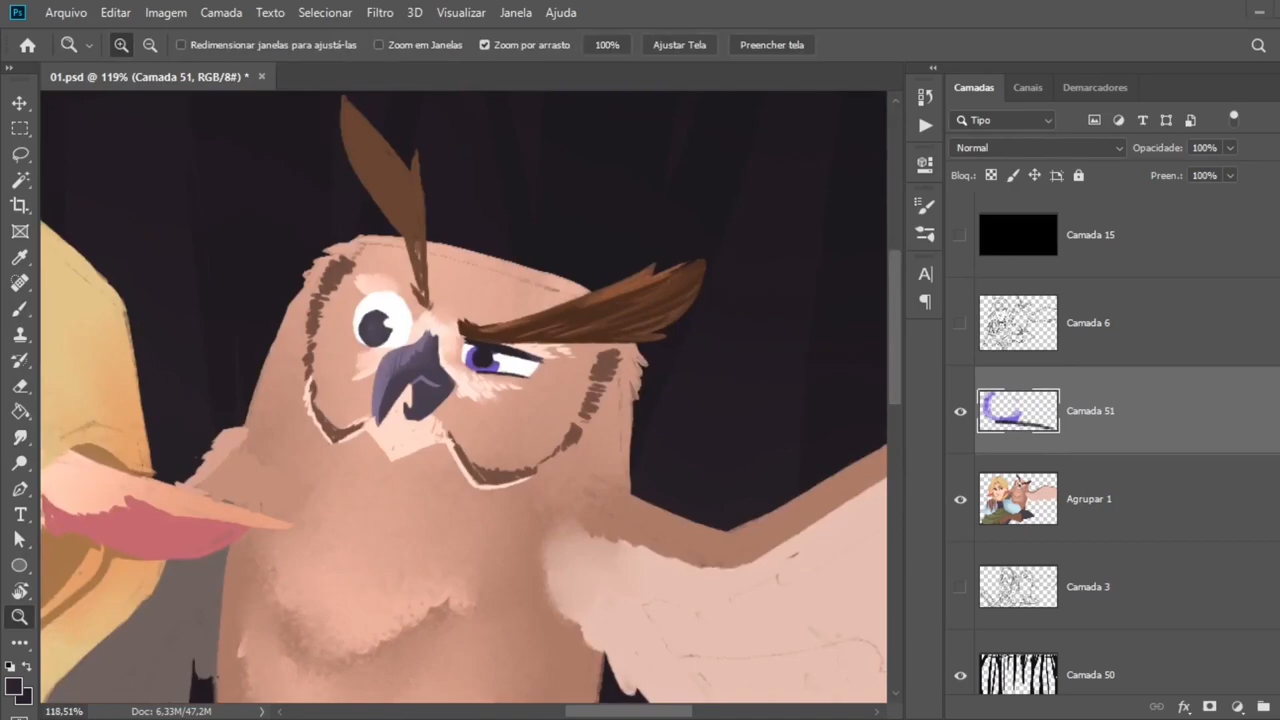 Ps Arquivo Editar Imagem Camada Texto Selecionar Filtro 3D Visualizar Janela Ajuda
Redimensionar janelas para ajustá-las Zoom em Janelas Zoom por arrasto 100% Ajustar Tela Preencher tela
01.psd @ 119% (Camada 51, RGB/8#) *
Camadas Canais Demarcadores
Tipo
Normal Opacidade: 100%
Bloq.: Preen.: 100%
Camada 15
Camada 6
Camada 51
Agrupar 1
Camada 3
Camada 50
118,51% Doc: 6,33M/47,2M